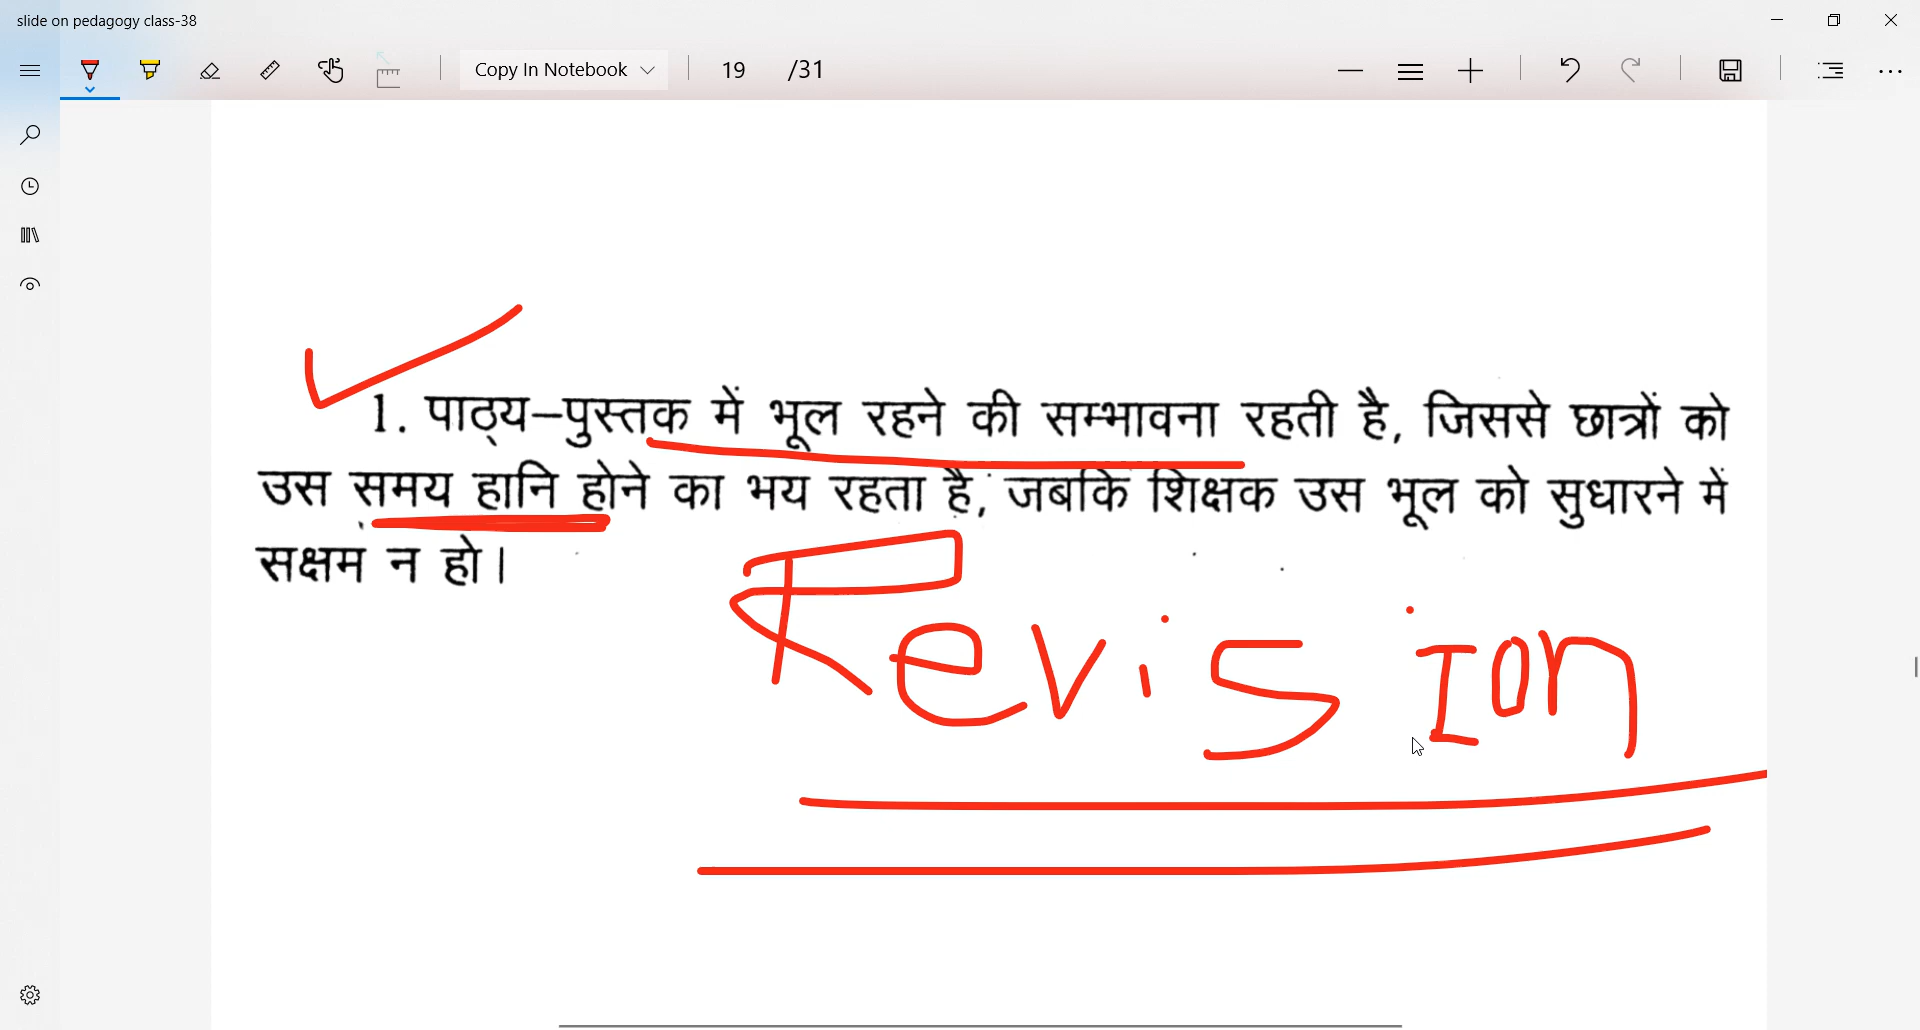 slide on pedagogy class-38
Copy In Notebook 19 /31
1. पाठ्य–पुस्तक में भूल रहने की सम्भावना रहती है, जिससे छात्रों को
उस समय हानि होने का भय रहता है, जबकि शिक्षक उस भूल को सुधारने में
सक्षम न हो।
Revision